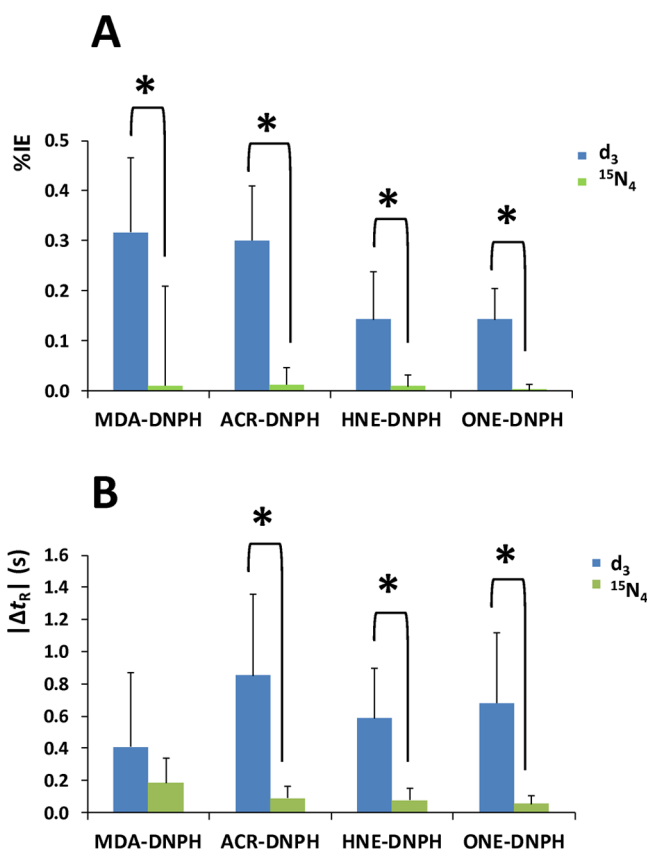 A
*
*
*
*
%IE
0.5
0.4
0.3
0.2
0.1
0.0
d₃
¹⁵N₄
MDA-DNPH ACR-DNPH HNE-DNPH ONE-DNPH
B
*
*
*
|Δt_R| (s)
1.6
1.4
1.2
1.0
0.8
0.6
0.4
0.2
0.0
d₃
¹⁵N₄
MDA-DNPH ACR-DNPH HNE-DNPH ONE-DNPH